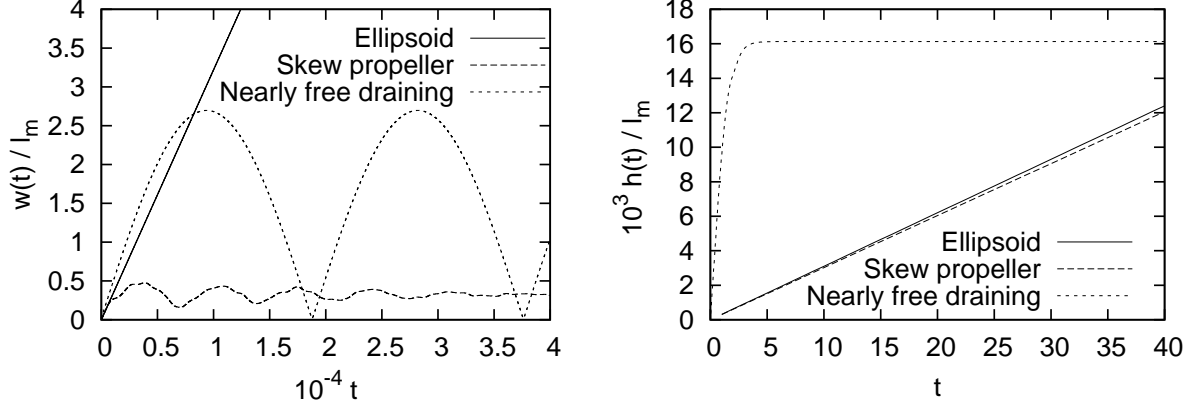 4
3.5
3
2.5
2
1.5
1
0.5
0
w(t) / l_m
Ellipsoid
Skew propeller
Nearly free draining
0 0.5 1 1.5 2 2.5 3 3.5 4
10^-4 t
18
16
14
12
10
8
6
4
2
0
10^3 h(t) / l_m
Ellipsoid
Skew propeller
Nearly free draining
0 5 10 15 20 25 30 35 40
t